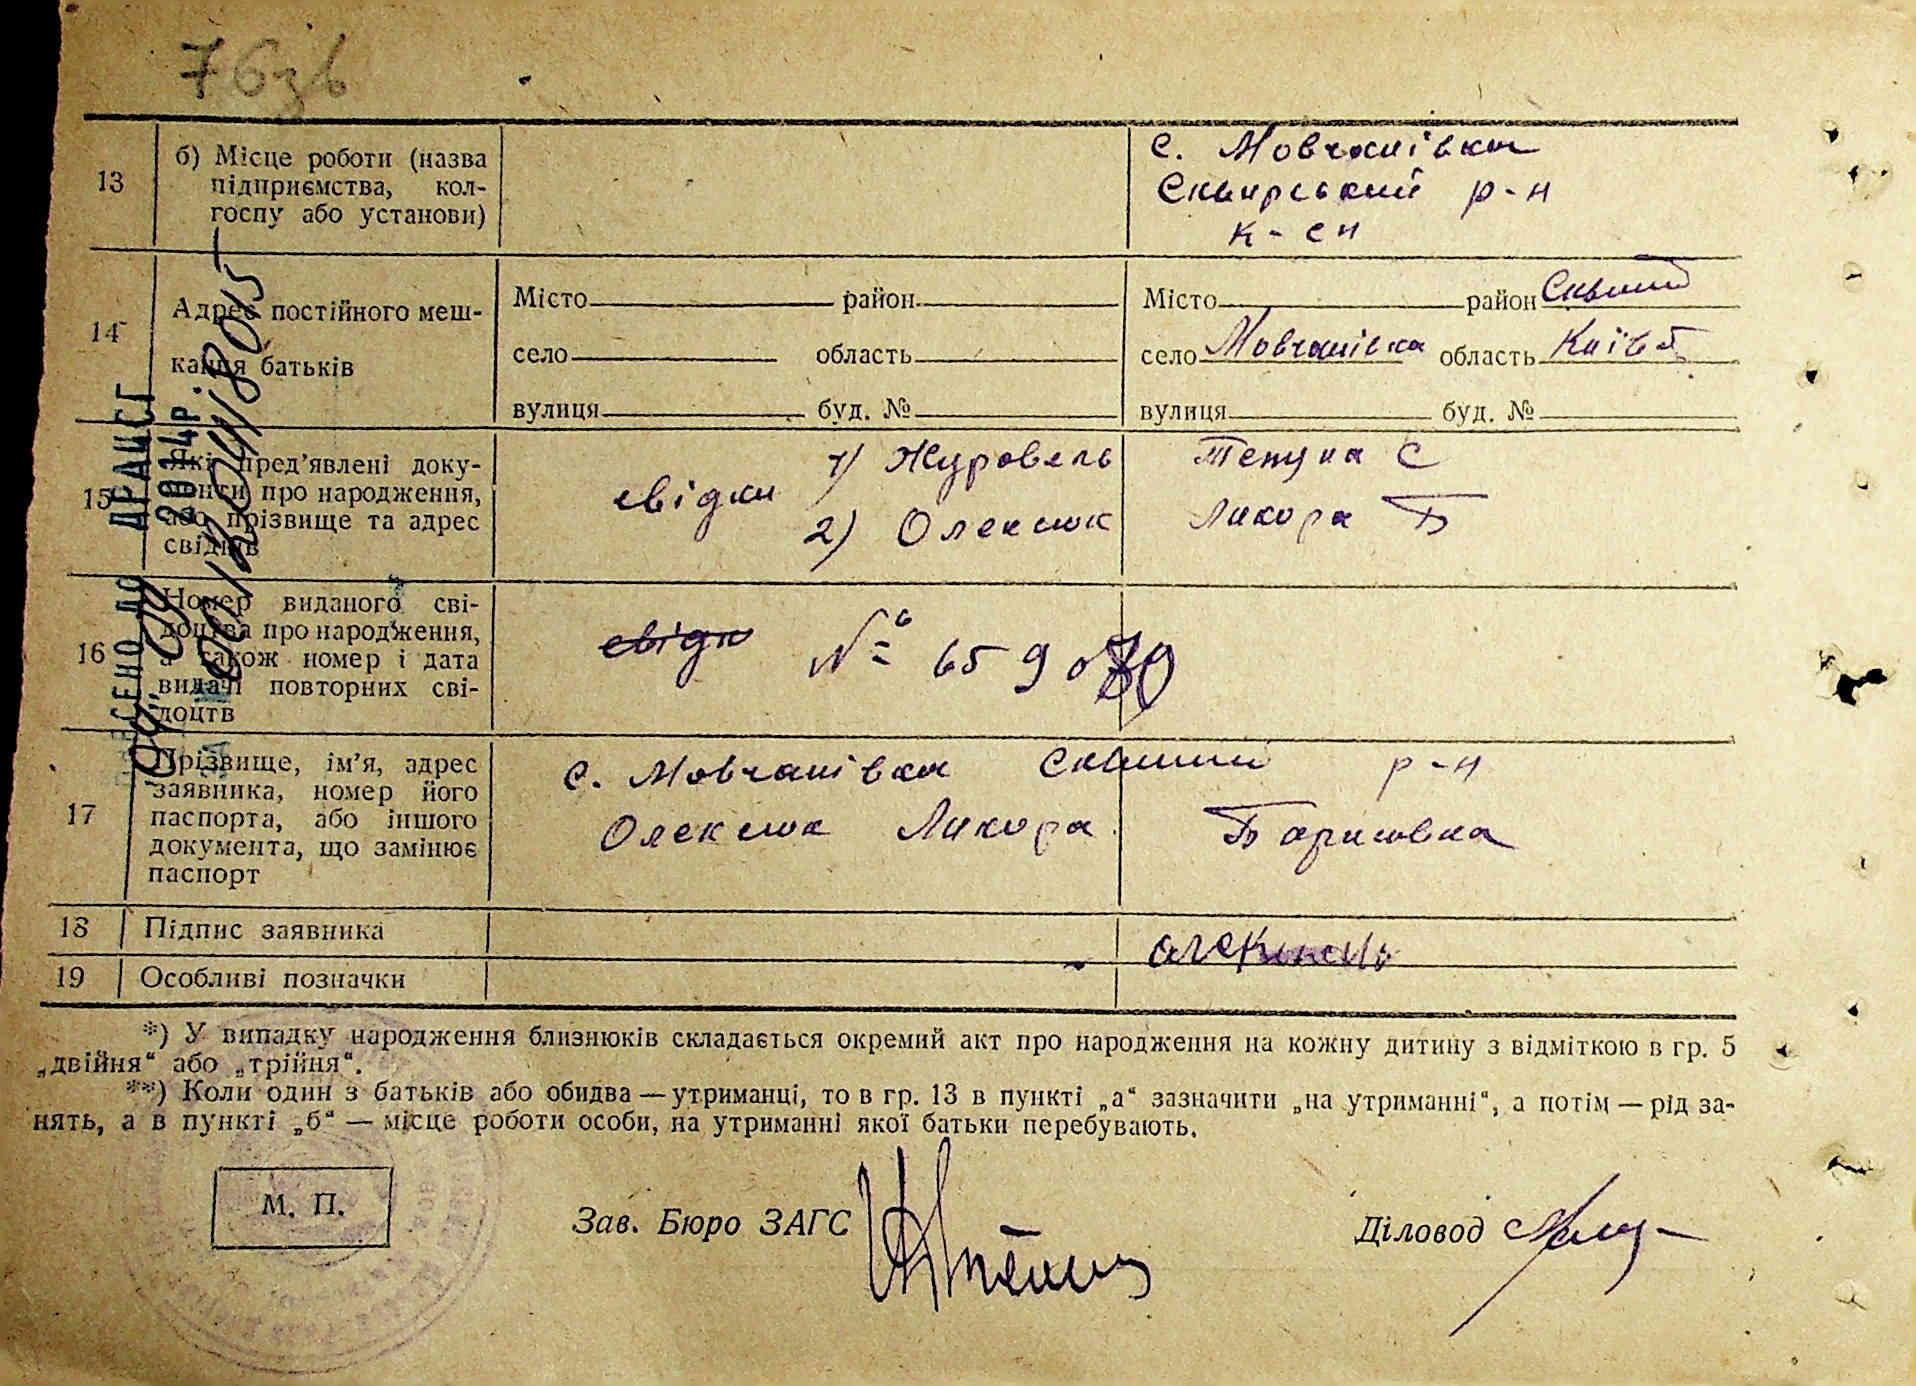 76зв
13 б) Місце роботи (назва
підприємства, кол-
госпу або установи)
с. Мовчанівка
Сквирський р-н
к-сп
14 Адрес постійного меш-
кання батьків
Місто район
село область
вулиця буд. №
Місто район
село Мовчанівка область Київ
вулиця буд. №
15 Які пред'явлені доку-
менти про народження,
або прізвище та адрес
свідків
свідки 1) Журовель С
2) Олексюк Ликора Б
16 Номер виданого сві-
доцтва про народження,
а також номер і дата
видачі повторних сві-
доцтв
свідк №
17 Прізвище, ім'я, адрес
заявника, номер його
паспорта, або іншого
документа, що замінює
паспорт
с. Мовчанівка р-н
Олексюк Ликора Барисовна
18 Підпис заявника
19 Особливі позначки
ВНЕСЕНО ДО ДРАЦСГ
2014р.
*) У випадку народження близнюків складається окремий акт про народження на кожну дитину з відміткою в гр. 5
„двійня“ або „трійня“.
**) Коли один з батьків або обидва — утриманці, то в гр. 13 в пункті „а“ зазначити „на утриманні“, а потім — рід за-
нять, а в пункті „б“ — місце роботи особи, на утриманні якої батьки перебувають.
М. П.
Зав. Бюро ЗАГС
Діловод